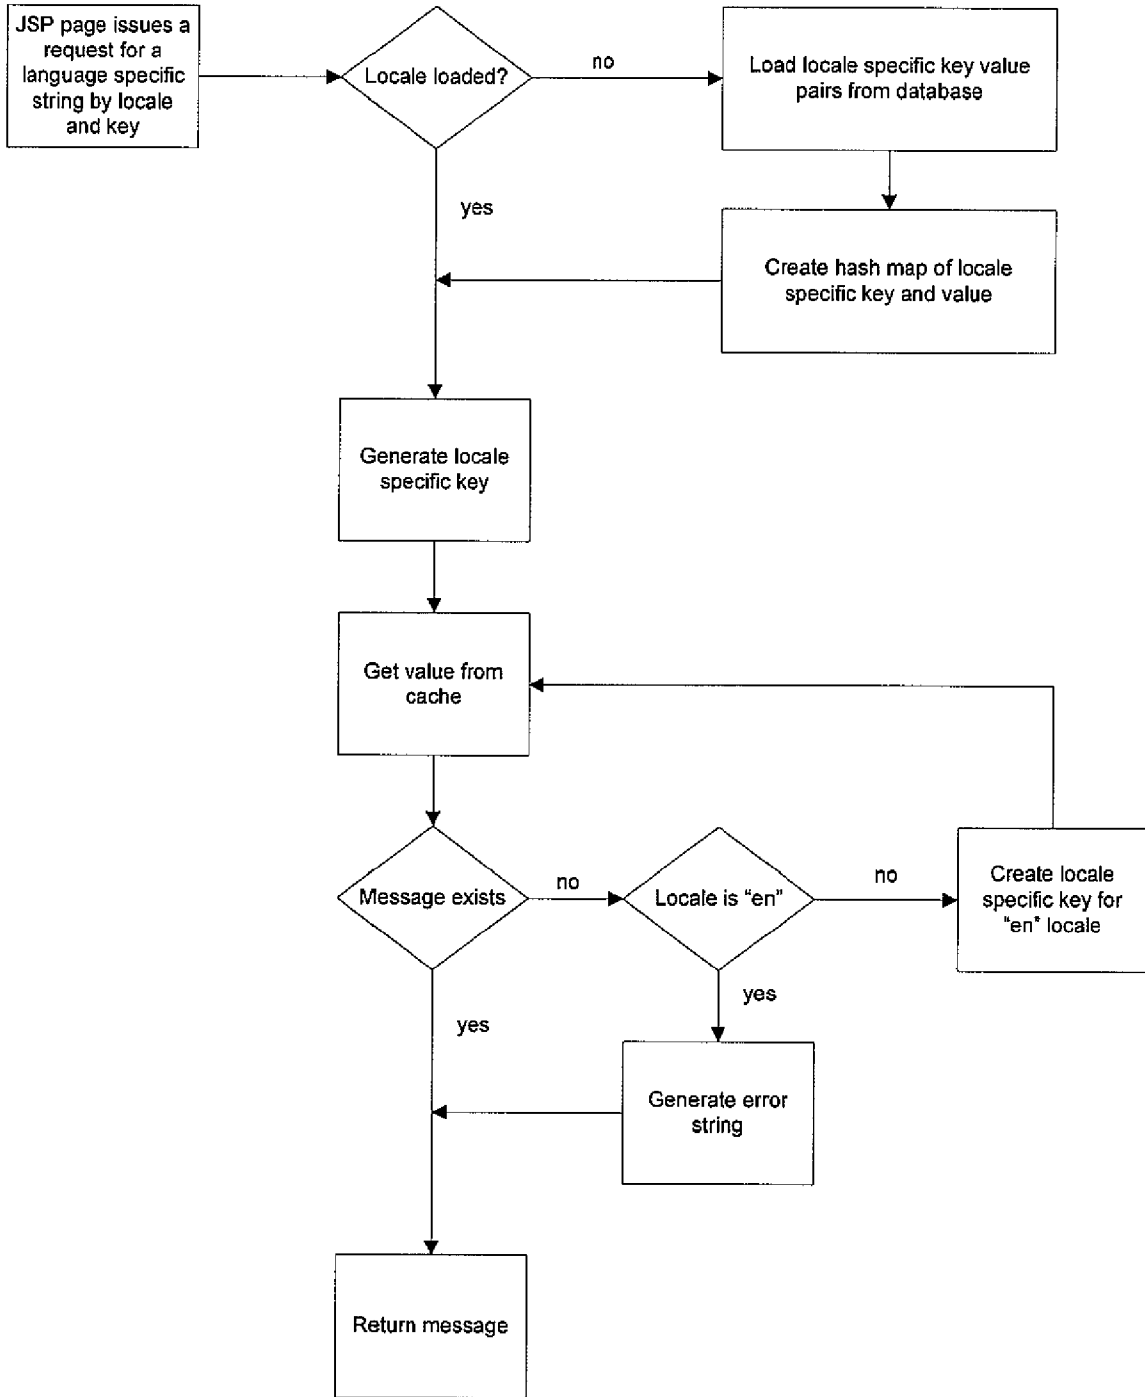 JSP page issues a
request for a
language specific
string by locale
and key
Locale loaded?
no
Load locale specific key value
pairs from database
yes
Create hash map of locale
specific key and value
Generate locale
specific key
Get value from
cache
Message exists
no
Locale is "en"
no
Create locale
specific key for
"en" locale
yes
yes
Generate error
string
Return message